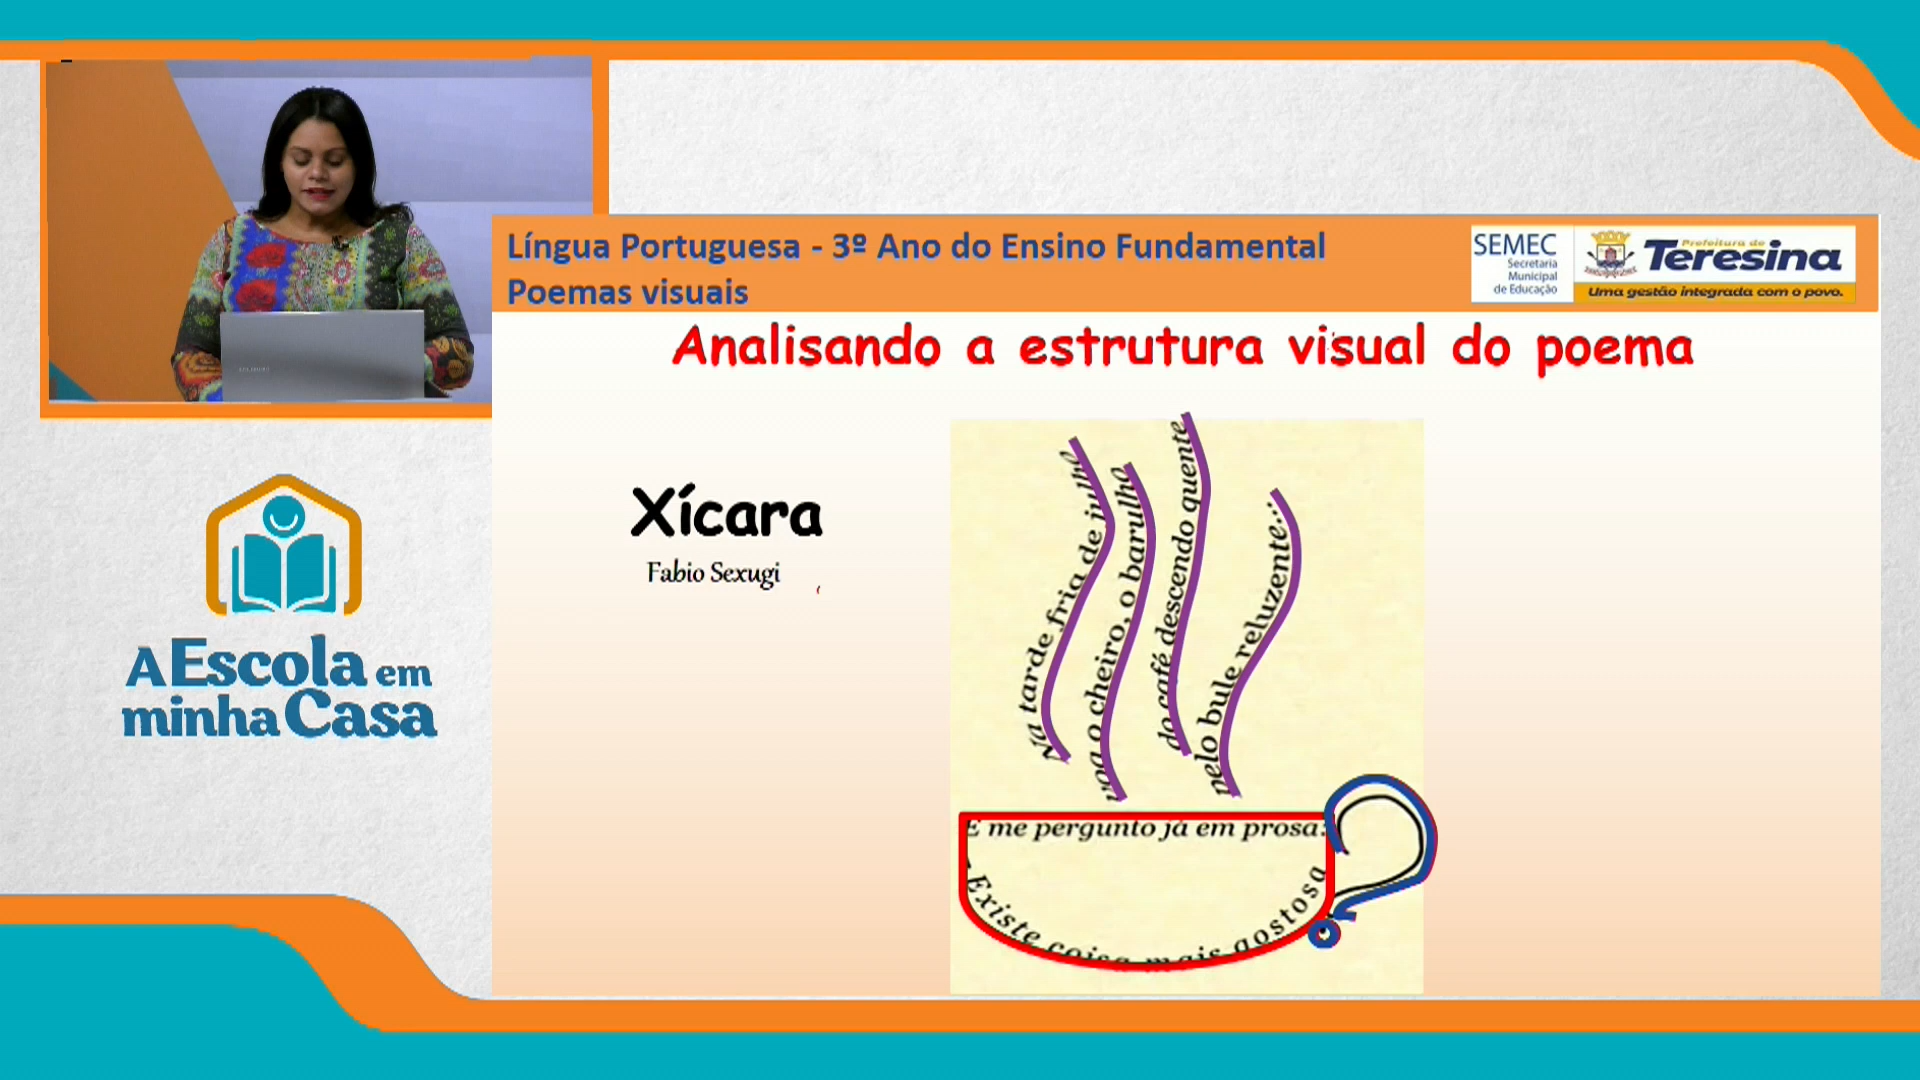 Língua Portuguesa - 3º Ano do Ensino Fundamental
Poemas visuais
SEMEC
Secretaria
Municipal
de Educação
Prefeitura de
Teresina
Uma gestão integrada com o povo.
Analisando a estrutura visual do poema
Xícara
Fabio Sexugi
Na tarde fria de julho
voa o cheiro, o barulho
do café descendo quente
pelo bule reluzente...
E me pergunto já em prosa:
- Existe coisa mais gostosa
A Escola em
minha Casa